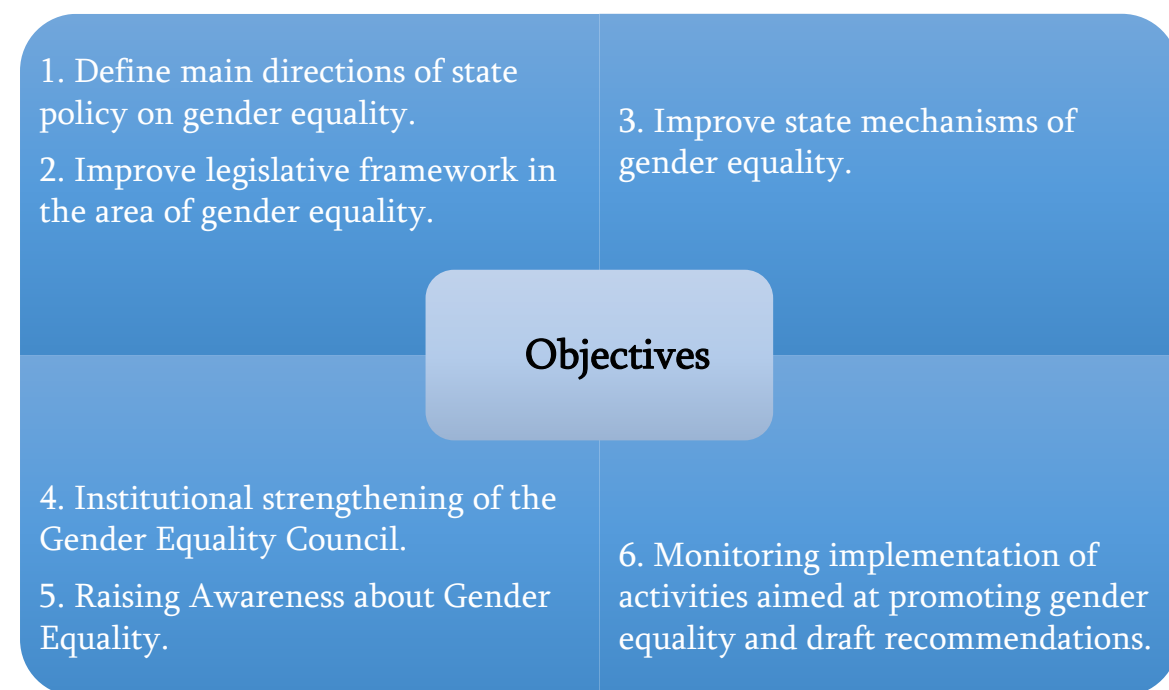 1. Define main directions of state
policy on gender equality.
2. Improve legislative framework in
the area of gender equality.
3. Improve state mechanisms of
gender equality.
Objectives
4. Institutional strengthening of the
Gender Equality Council.
5. Raising Awareness about Gender
Equality.
6. Monitoring implementation of
activities aimed at promoting gender
equality and draft recommendations.